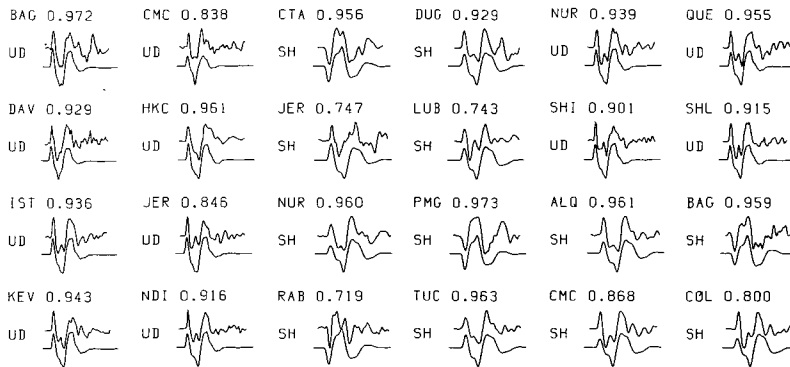 BAG 0.972 CMC 0.838 CTA 0.956 DUG 0.929 NUR 0.939 QUE 0.955
UD UD SH SH UD UD
DAV 0.929 HKC 0.961 JER 0.747 LUB 0.743 SHI 0.901 SHL 0.915
UD UD SH SH UD UD
IST 0.936 JER 0.846 NUR 0.960 PMG 0.973 ALQ 0.961 BAG 0.959
UD UD SH SH SH SH
KEV 0.943 NDI 0.916 RAB 0.719 TUC 0.963 CMC 0.868 COL 0.800
UD UD SH SH SH SH